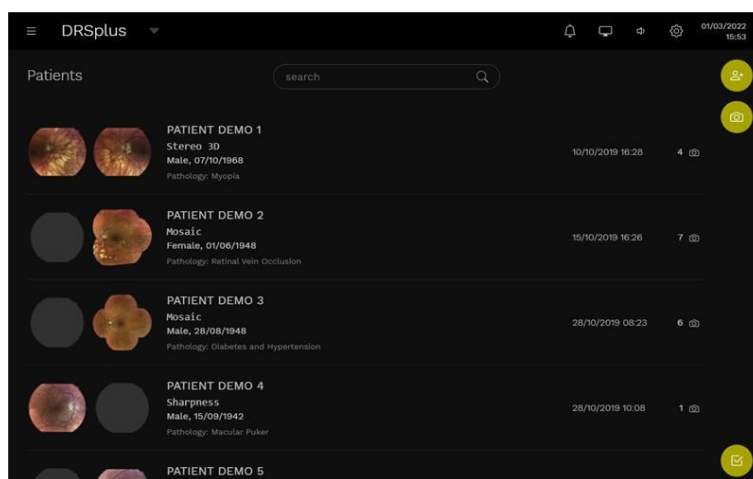 DRSplus
01/03/2022
15:53
Patients
search
PATIENT DEMO 1
Stereo 3D
Male, 07/10/1968
Pathology: Myopia
10/10/2019 16:28 4
PATIENT DEMO 2
Mosaic
Female, 01/06/1948
Pathology: Retinal Vein Occlusion
15/10/2019 16:26 7
PATIENT DEMO 3
Mosaic
Male, 28/08/1948
Pathology: Diabetes and Hypertension
28/10/2019 08:23 6
PATIENT DEMO 4
Sharpness
Male, 15/09/1942
Pathology: Macular Puker
28/10/2019 10:08 1
PATIENT DEMO 5